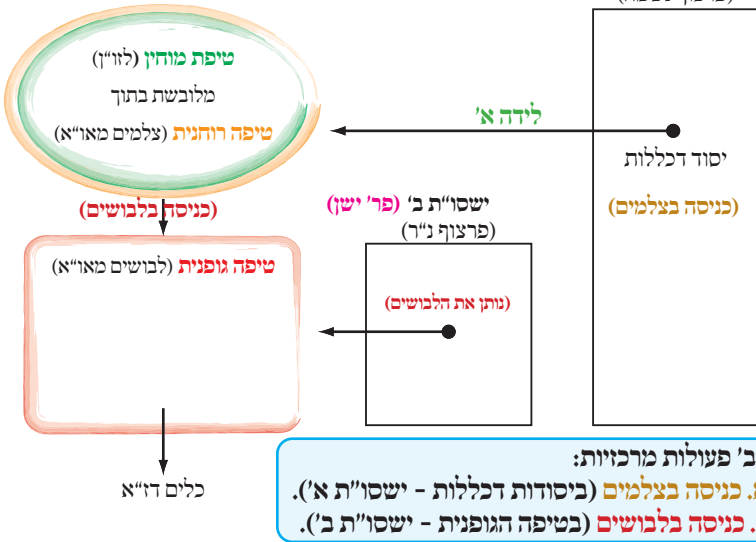 טיפת מוחין (לזו"ן)
מלובשת בתוך
טיפה רוחנית (צלמים מאו"א)
לידה א'
יסוד דכללות
(כניסה בצלמים)
(כניסה בלבושים)
ישסו"ת ב' (פר' ישן)
(פרצוף נ"ר)
טיפה גופנית (לבושים מאו"א)
(נותן את הלבושים)
כלים דז"א
ב' פעולות מרכזיות:
כניסה בצלמים (ביסודות דכללות - ישסו"ת א').
כניסה בלבושים (בטיפה הגופנית - ישסו"ת ב').